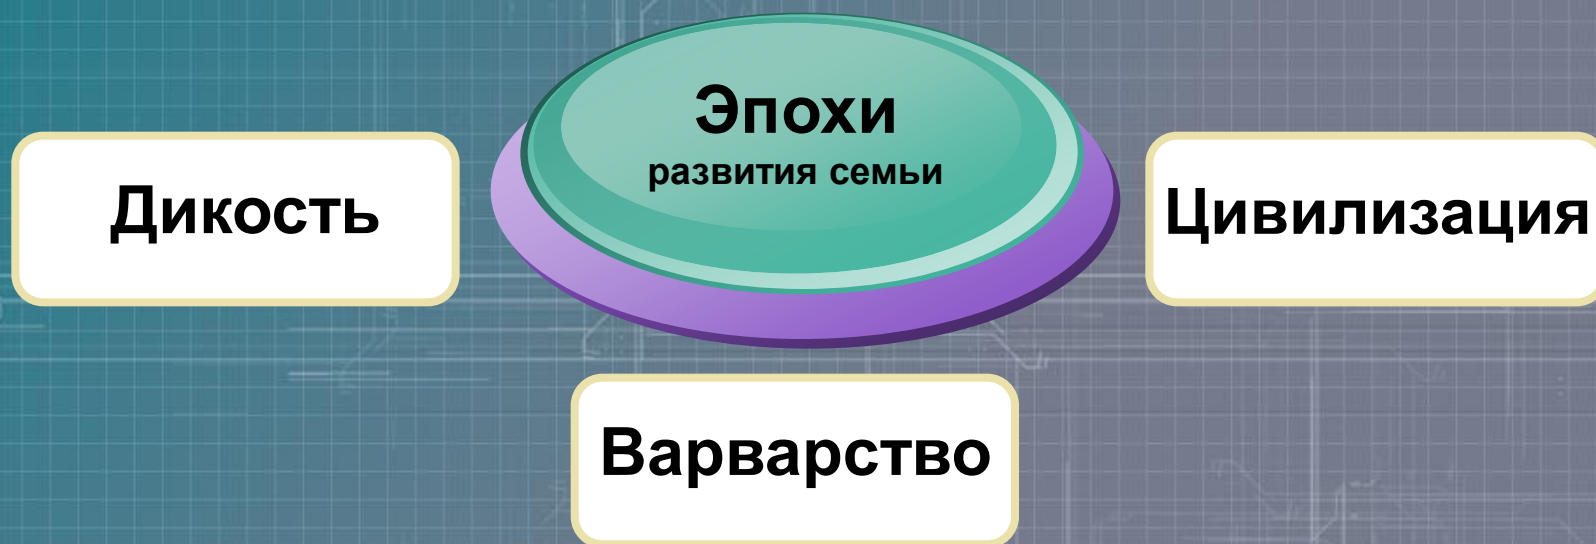 Эпохи
развития семьи
Дикость
Цивилизация
Варварство